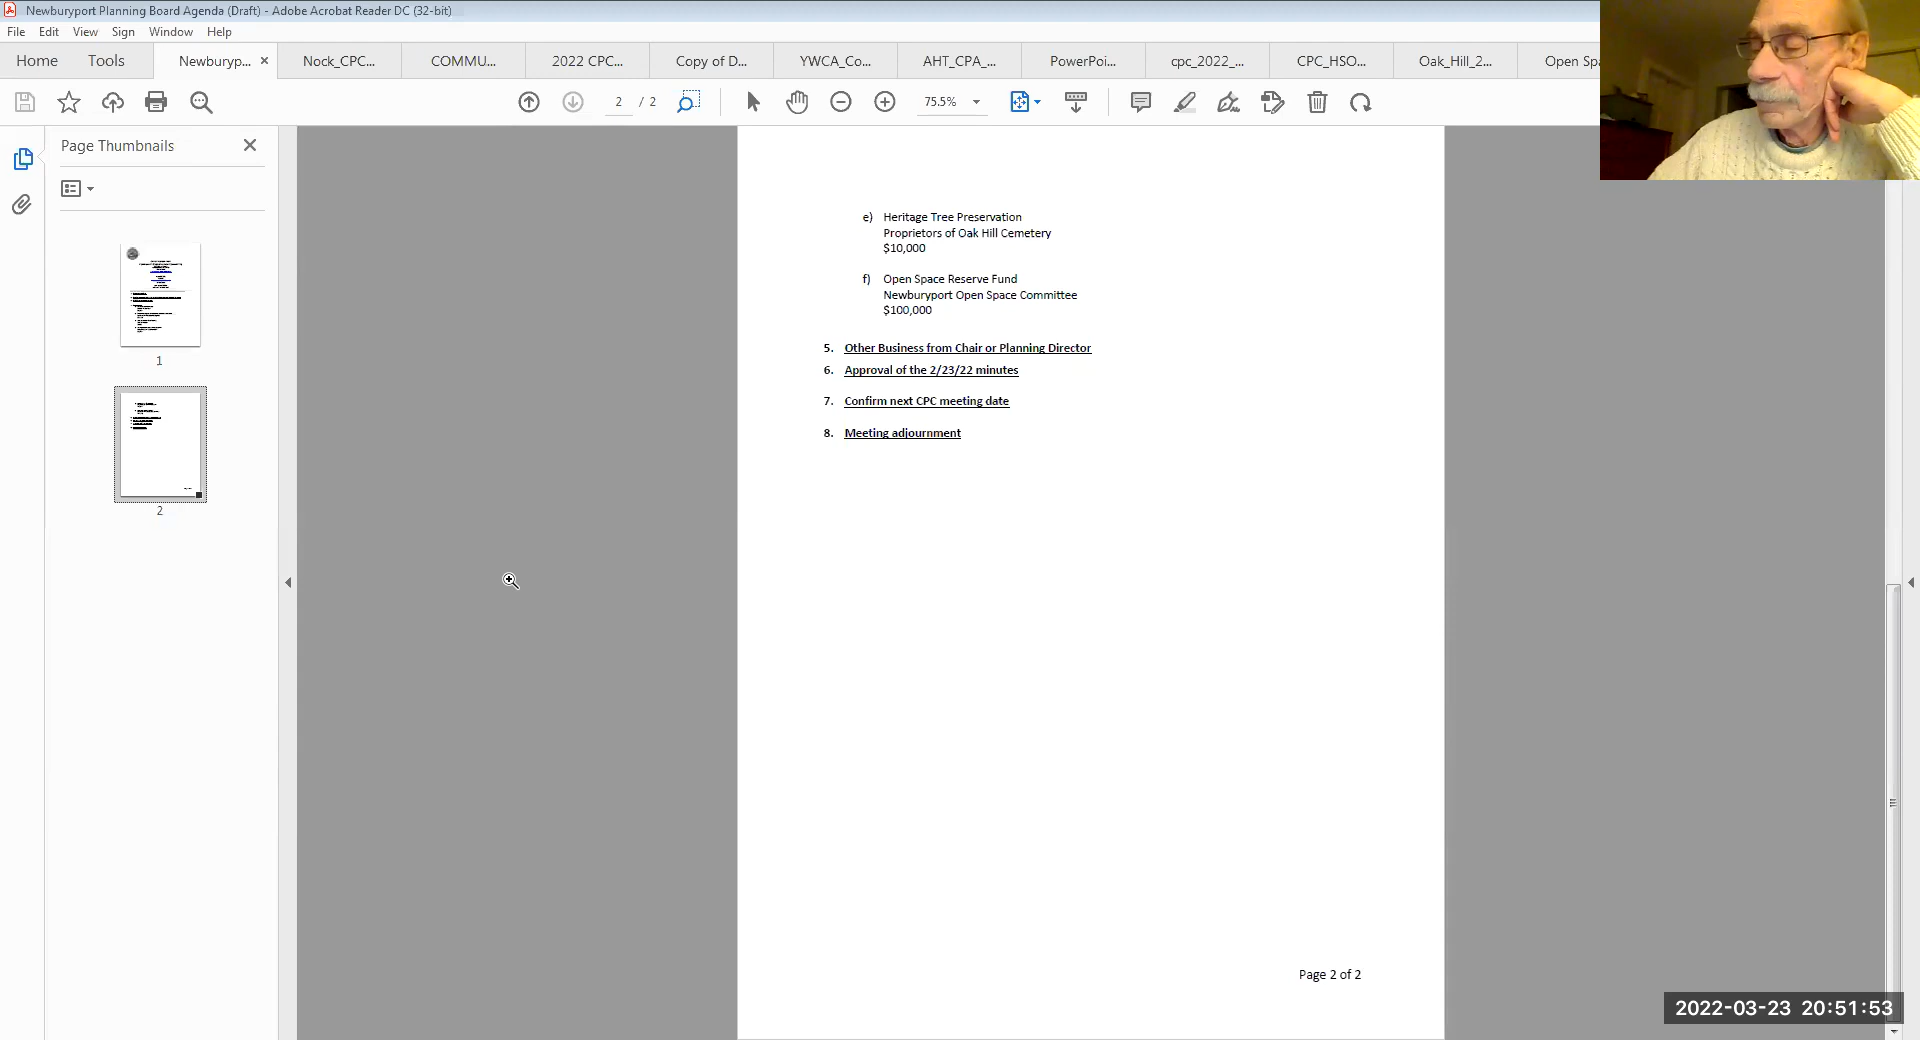 Newburyport Planning Board Agenda (Draft) - Adobe Acrobat Reader DC (32-bit)
File Edit View Sign Window Help
Home Tools Newburyp... × Nock_CPC... COMMU... 2022 CPC... Copy of D... YWCA_Co... AHT_CPA_... PowerPoi... cpc_2022_... CPC_HSO... Oak_Hill_2... Open Spa
2 / 2 75.5%
Page Thumbnails
1
2
e) Heritage Tree Preservation
Proprietors of Oak Hill Cemetery
$10,000
f) Open Space Reserve Fund
Newburyport Open Space Committee
$100,000
5. Other Business from Chair or Planning Director
6. Approval of the 2/23/22 minutes
7. Confirm next CPC meeting date
8. Meeting adjournment
Page 2 of 2
2022-03-23 20:51:53